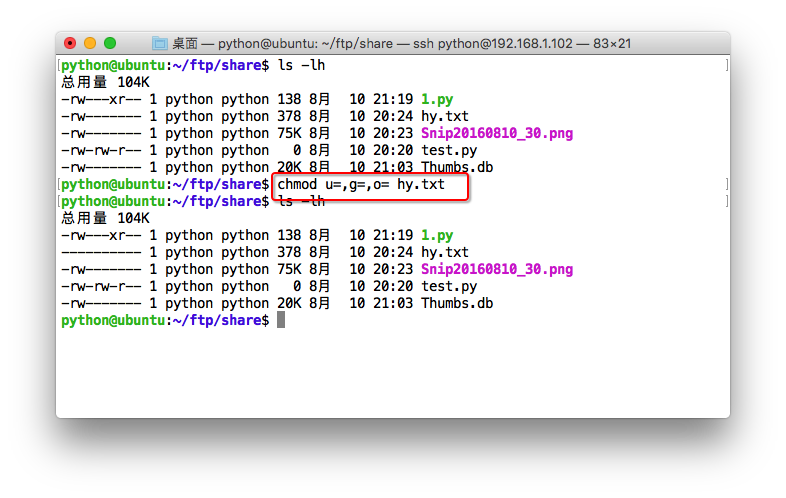 桌面 — python@ubuntu: ~/ftp/share — ssh python@192.168.1.102 — 83×21
[python@ubuntu:~/ftp/share$ ls -lh ]
总用量 104K
-rw---xr-- 1 python python 138 8月  10 21:19 1.py
-rw------- 1 python python 378 8月  10 20:24 hy.txt
-rw------- 1 python python 75K 8月  10 20:23 Snip20160810_30.png
-rw-rw-r-- 1 python python   0 8月  10 20:20 test.py
-rw------- 1 python python 20K 8月  10 21:03 Thumbs.db
[python@ubuntu:~/ftp/share$ chmod u=,g=,o= hy.txt ]
[python@ubuntu:~/ftp/share$ ls -lh ]
总用量 104K
-rw---xr-- 1 python python 138 8月  10 21:19 1.py
---------- 1 python python 378 8月  10 20:24 hy.txt
-rw------- 1 python python 75K 8月  10 20:23 Snip20160810_30.png
-rw-rw-r-- 1 python python   0 8月  10 20:20 test.py
-rw------- 1 python python 20K 8月  10 21:03 Thumbs.db
python@ubuntu:~/ftp/share$